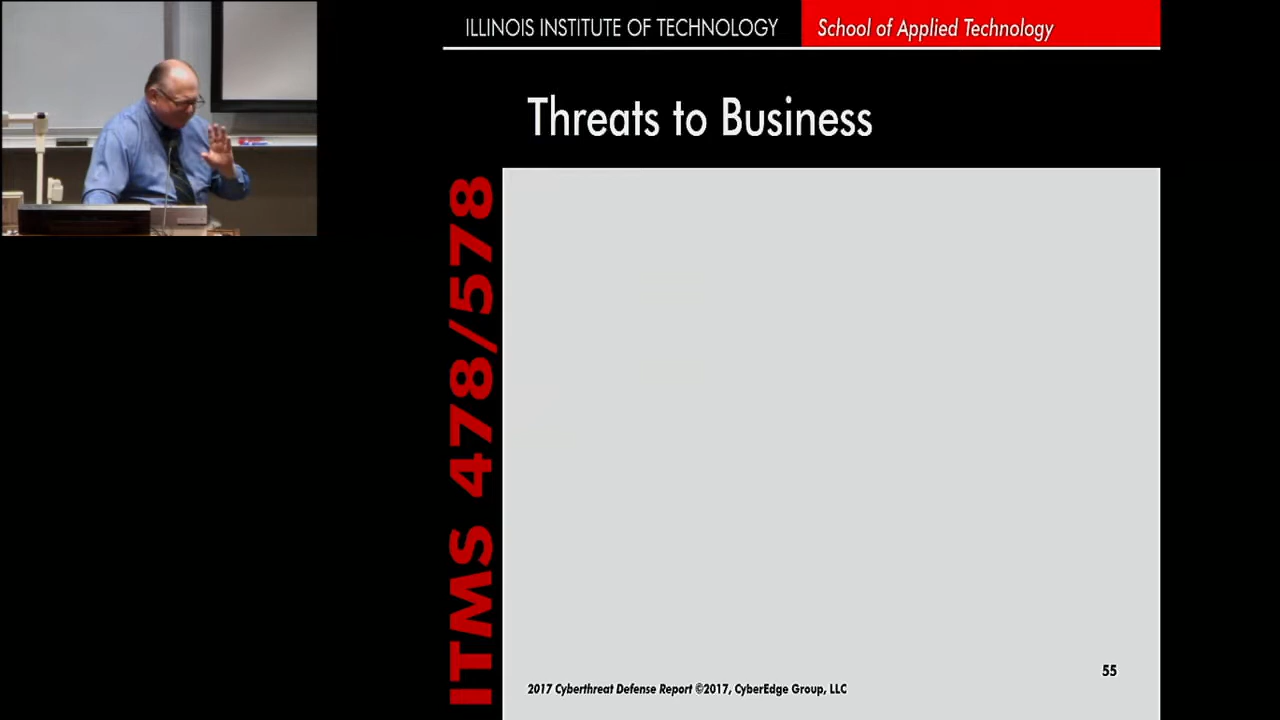 ILLINOIS INSTITUTE OF TECHNOLOGY
School of Applied Technology
Threats to Business
ITMS 478/578
55
2017 Cyberthreat Defense Report ©2017, CyberEdge Group, LLC